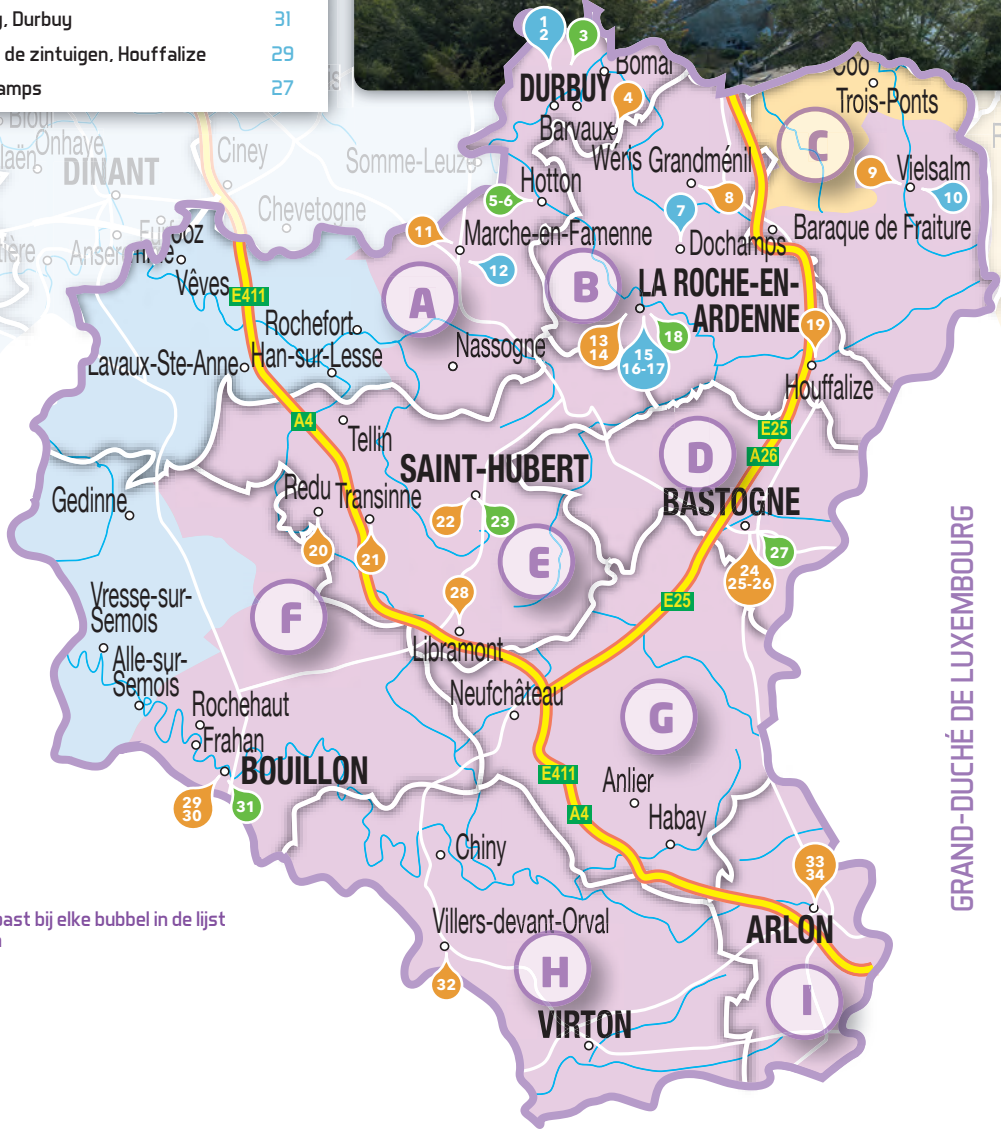 , Durbuy 31
de zintuigen, Houffalize 29
amps 27
1
2
3
Bomal
DURBUY
4
Barvaux
Coo
Trois-Ponts
C
Onhaye
DINANT
Ciney
Somme-Leuze
Wéris
Grandménil
9
Vielsalm
10
Hotton
5-6
7
8
Chevetogne
11
Marche-en-Famenne
Dochamps
Baraque de Fraiture
12
Vêves
E411
A
B
LA ROCHE-EN-
ARDENNE
Rochefort
13
14
15
16-17
18
19
Lavaux-Ste-Anne
Han-sur-Lesse
Nassogne
Houffalize
A4
Tellin
E25
A26
D
SAINT-HUBERT
Gedinne
Redu
Transinne
BASTOGNE
22
23
20
21
E
27
24
25-26
28
E25
Vresse-sur-
Semois
F
Libramont
Alle-sur-
Semois
Neufchâteau
Rochehaut
G
Frahan
BOUILLON
E411
Anlier
29
30
31
A4
Habay
Chiny
33
34
GRAND-DUCHÉ DE LUXEMBOURG
past bij elke bubbel in de lijst
Villers-devant-Orval
ARLON
32
H
I
VIRTON